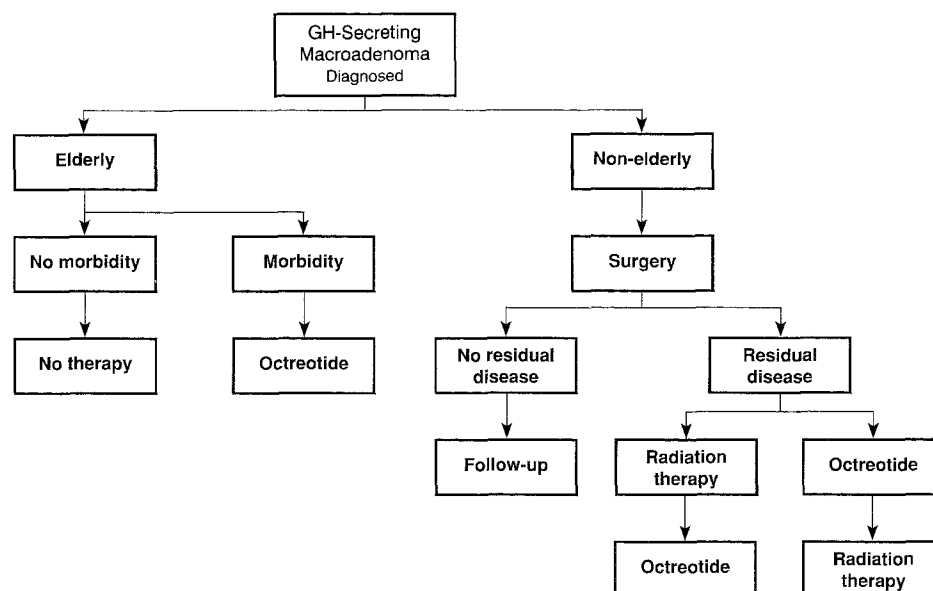 GH-Secreting
Macroadenoma
Diagnosed
Elderly
Non-elderly
No morbidity
Morbidity
Surgery
No therapy
Octreotide
No residual
disease
Residual
disease
Follow-up
Radiation
therapy
Octreotide
Octreotide
Radiation
therapy